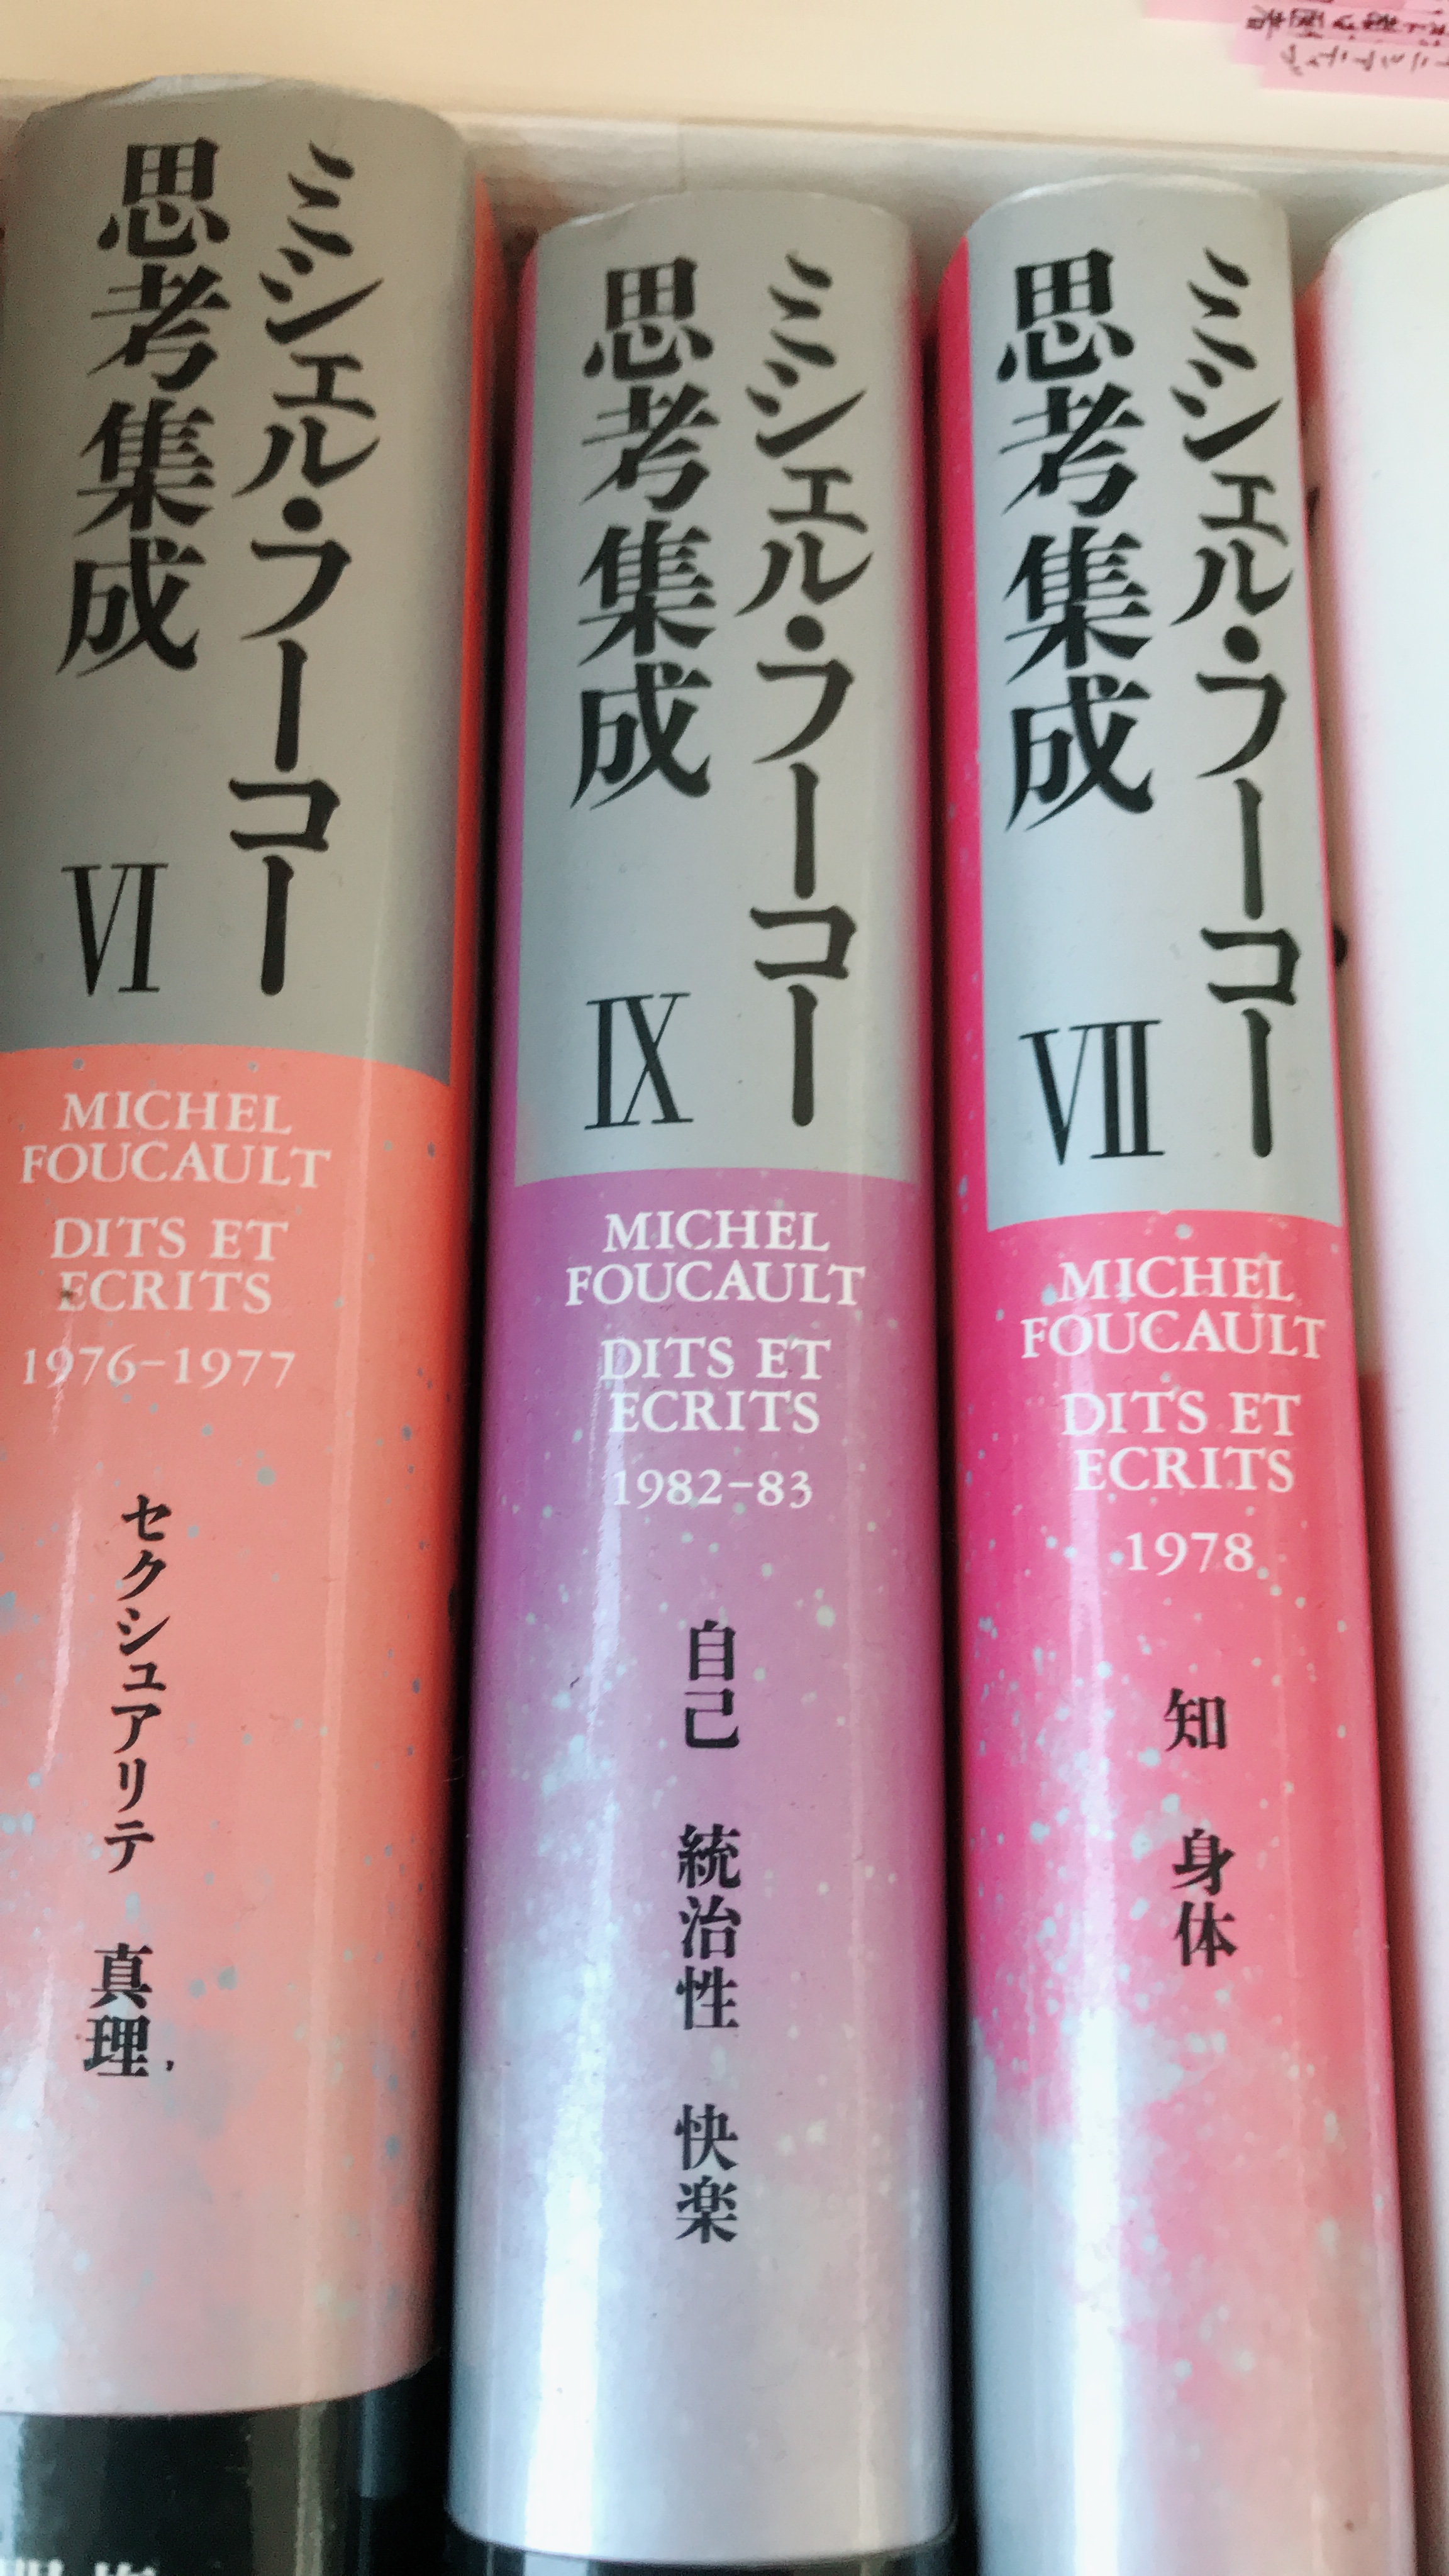 ミシェル・フーコー
思考集成
VI
MICHEL
FOUCAULT
DITS ET
ECRITS
1976-1977
セクシュアリテ 真理
ミシェル・フーコー
思考集成
IX
MICHEL
FOUCAULT
DITS ET
ECRITS
1982-83
自己 統治性 快楽
ミシェル・フーコー
思考集成
VII
MICHEL
FOUCAULT
DITS ET
ECRITS
1978
知 身体